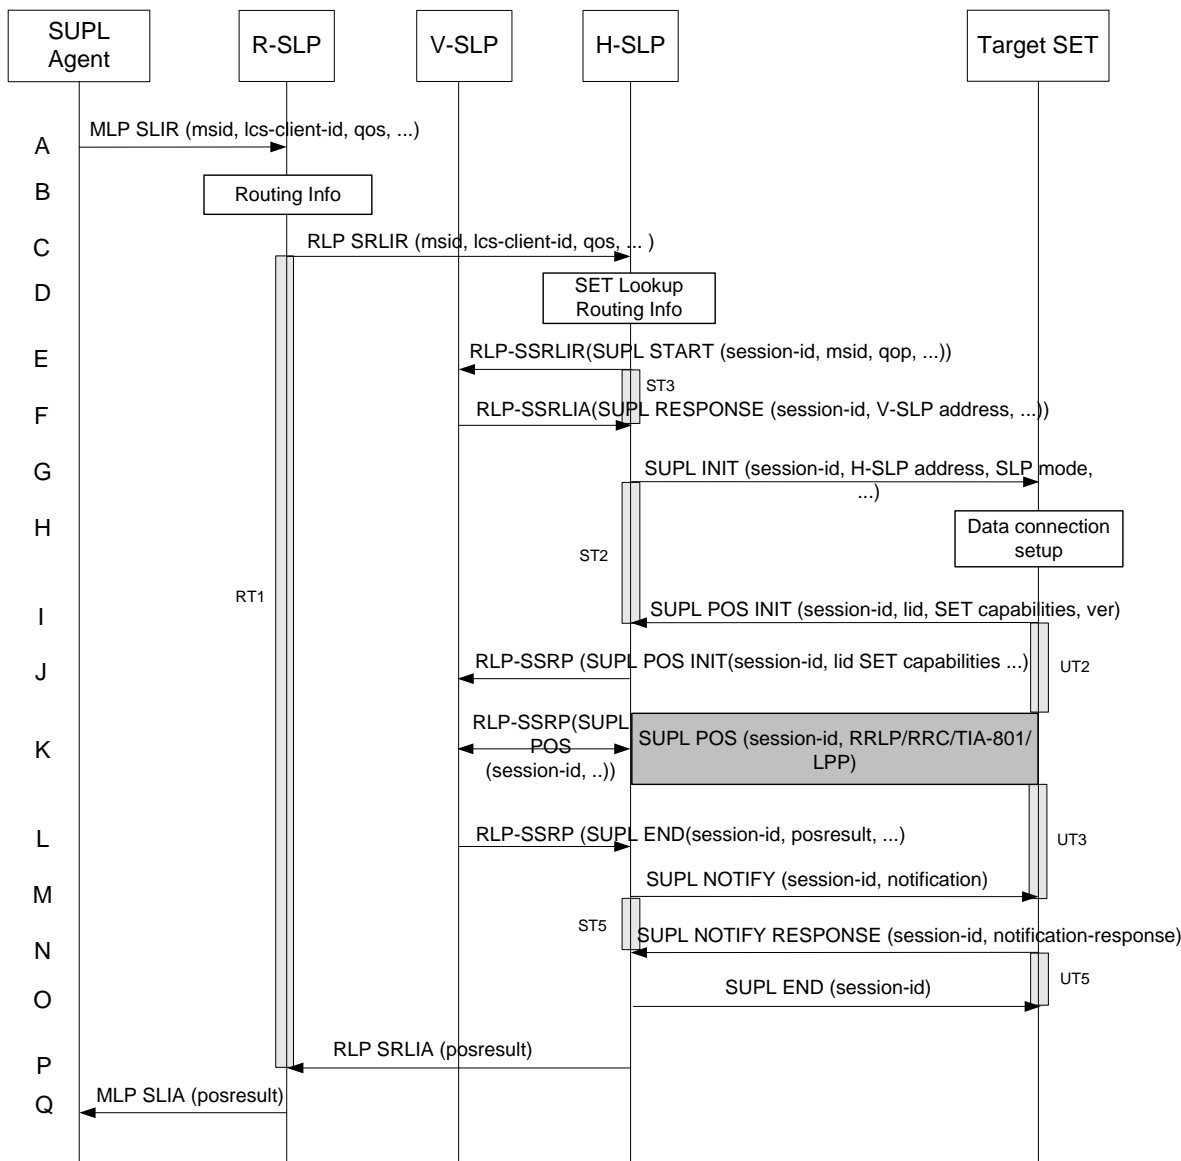 SUPL
Agent
R-SLP
V-SLP
H-SLP
Target SET
A
MLP SLIR (msid, lcs-client-id, qos, ...)
B
Routing Info
C
RLP SRLIR (msid, lcs-client-id, qos, ... )
D
SET Lookup
Routing Info
E
RLP-SSRLIR(SUPL START (session-id, msid, qop, ...))
ST3
F
RLP-SSRLIA(SUPL RESPONSE (session-id, V-SLP address, ...))
G
SUPL INIT (session-id, H-SLP address, SLP mode,
...)
H
Data connection
setup
ST2
RT1
I
SUPL POS INIT (session-id, lid, SET capabilities, ver)
J
RLP-SSRP (SUPL POS INIT(session-id, lid SET capabilities ...)
UT2
K
RLP-SSRP(SUPL
POS
(session-id, ..))
SUPL POS (session-id, RRLP/RRC/TIA-801/
LPP)
L
RLP-SSRP (SUPL END(session-id, posresult, ...)
UT3
M
SUPL NOTIFY (session-id, notification)
ST5
N
SUPL NOTIFY RESPONSE (session-id, notification-response)
UT5
O
SUPL END (session-id)
P
RLP SRLIA (posresult)
Q
MLP SLIA (posresult)